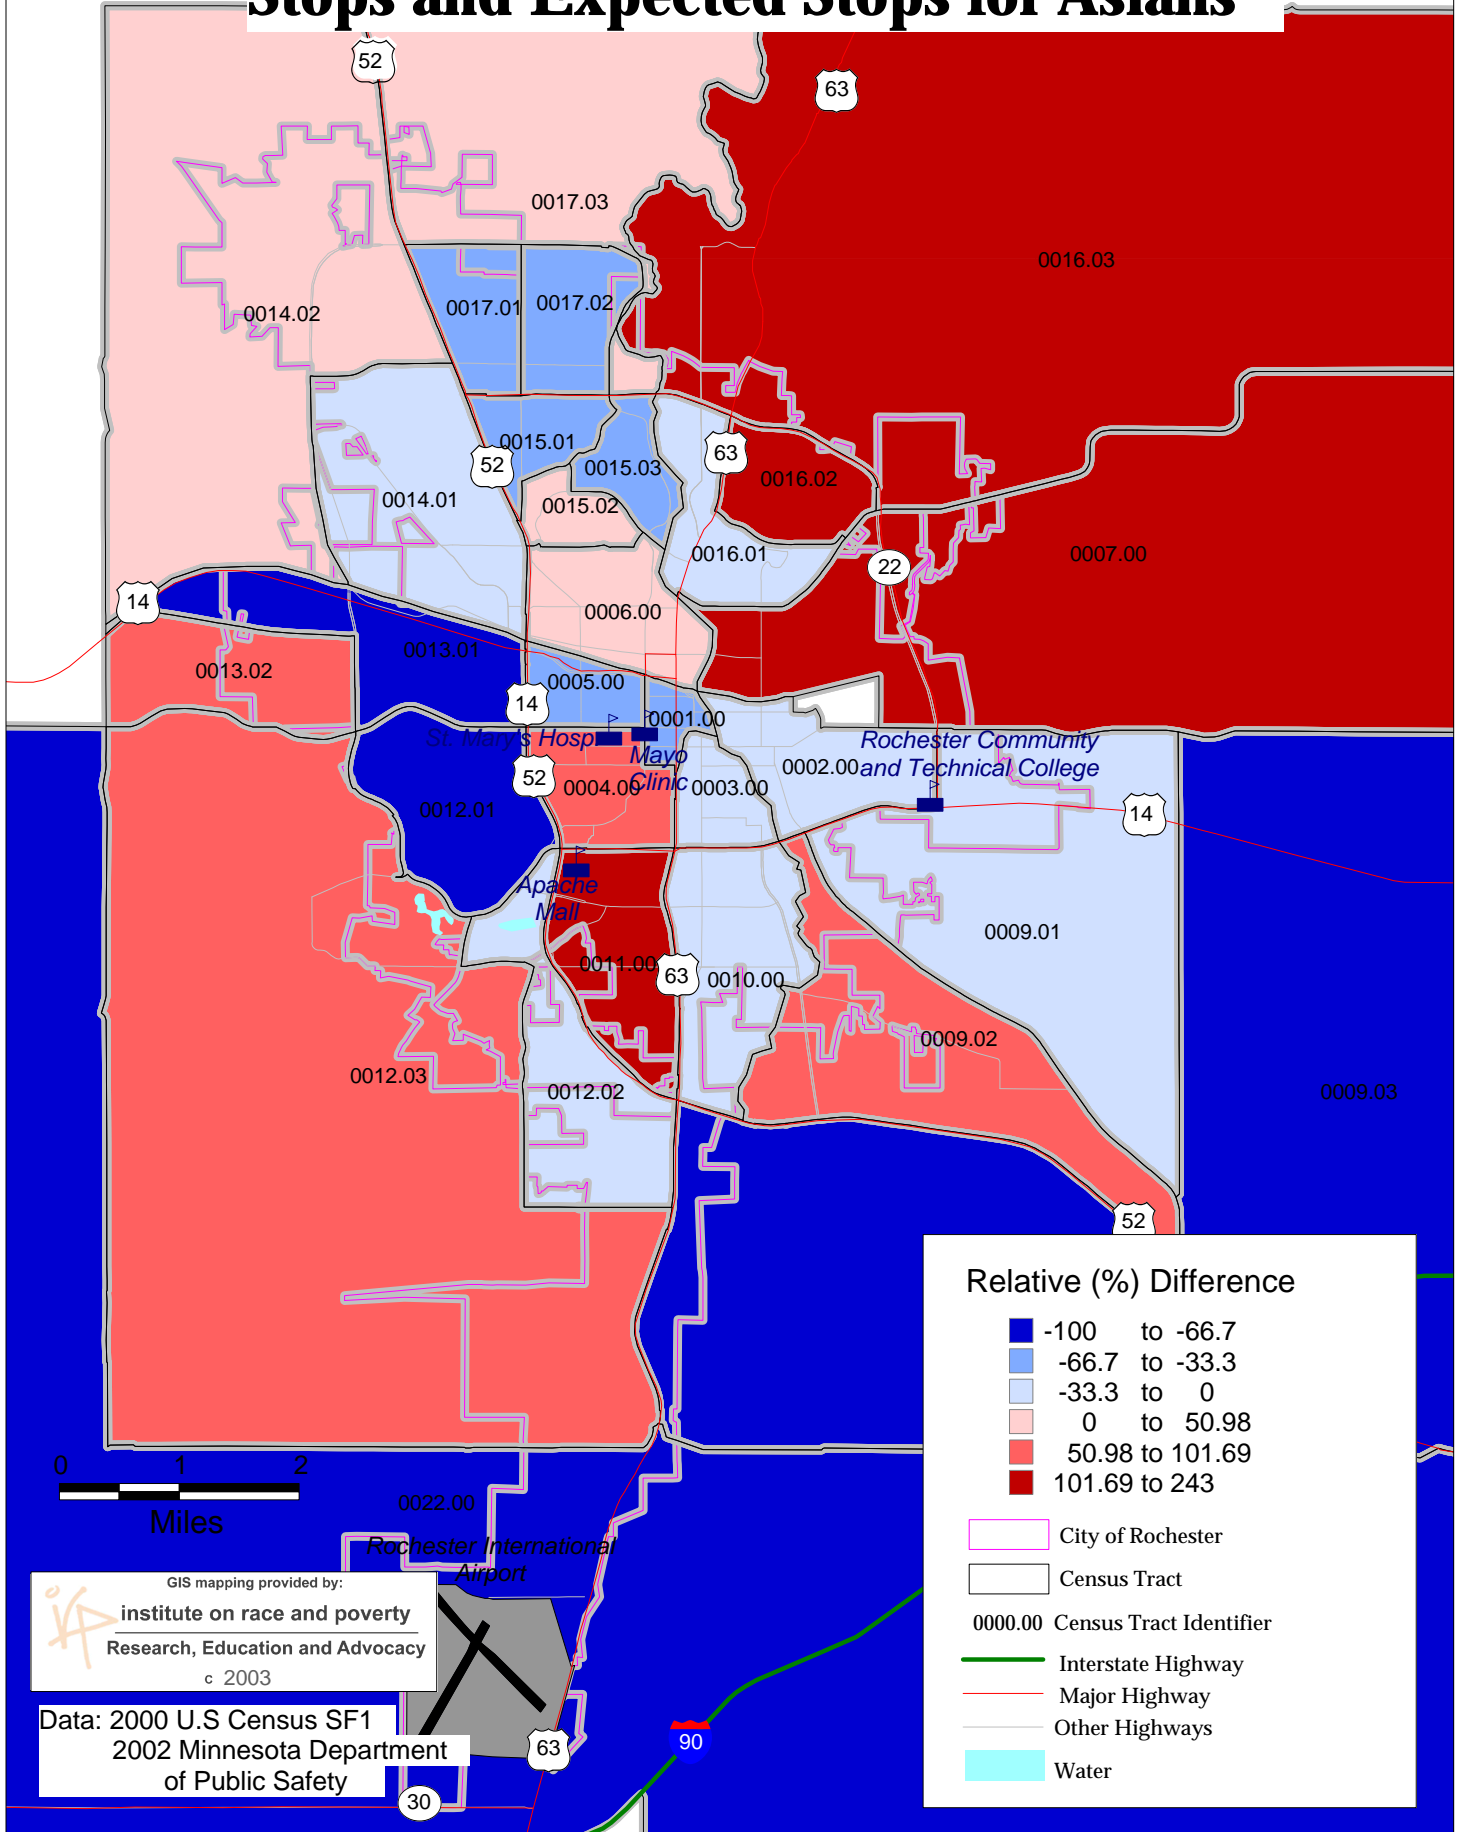 Stops and Expected Stops for Asians
52
63
0017.03
0016.03
0017.01
0017.02
0014.02
0015.01
63
52
0015.03
0016.02
0014.01
0015.02
0016.01
0007.00
22
14
0006.00
0013.01
0013.02
0005.00
14
0001.00
St. Mary's Hosp
Rochester Community
and Technical College
Mayo
Clinic
0002.00
52
0004.00
0003.00
0012.01
14
Apache
Mall
0009.01
0011.00
63
0010.00
0009.02
0012.03
0012.02
0009.03
52
Relative (%) Difference
-100 to -66.7
-66.7 to -33.3
-33.3 to 0
0 to 50.98
50.98 to 101.69
101.69 to 243
City of Rochester
Census Tract
0000.00 Census Tract Identifier
Interstate Highway
Major Highway
Other Highways
Water
0 1 2
Miles
0022.00
Rochester International
Airport
GIS mapping provided by:
institute on race and poverty
Research, Education and Advocacy
c 2003
Data: 2000 U.S Census SF1
2002 Minnesota Department
of Public Safety
63
90
30